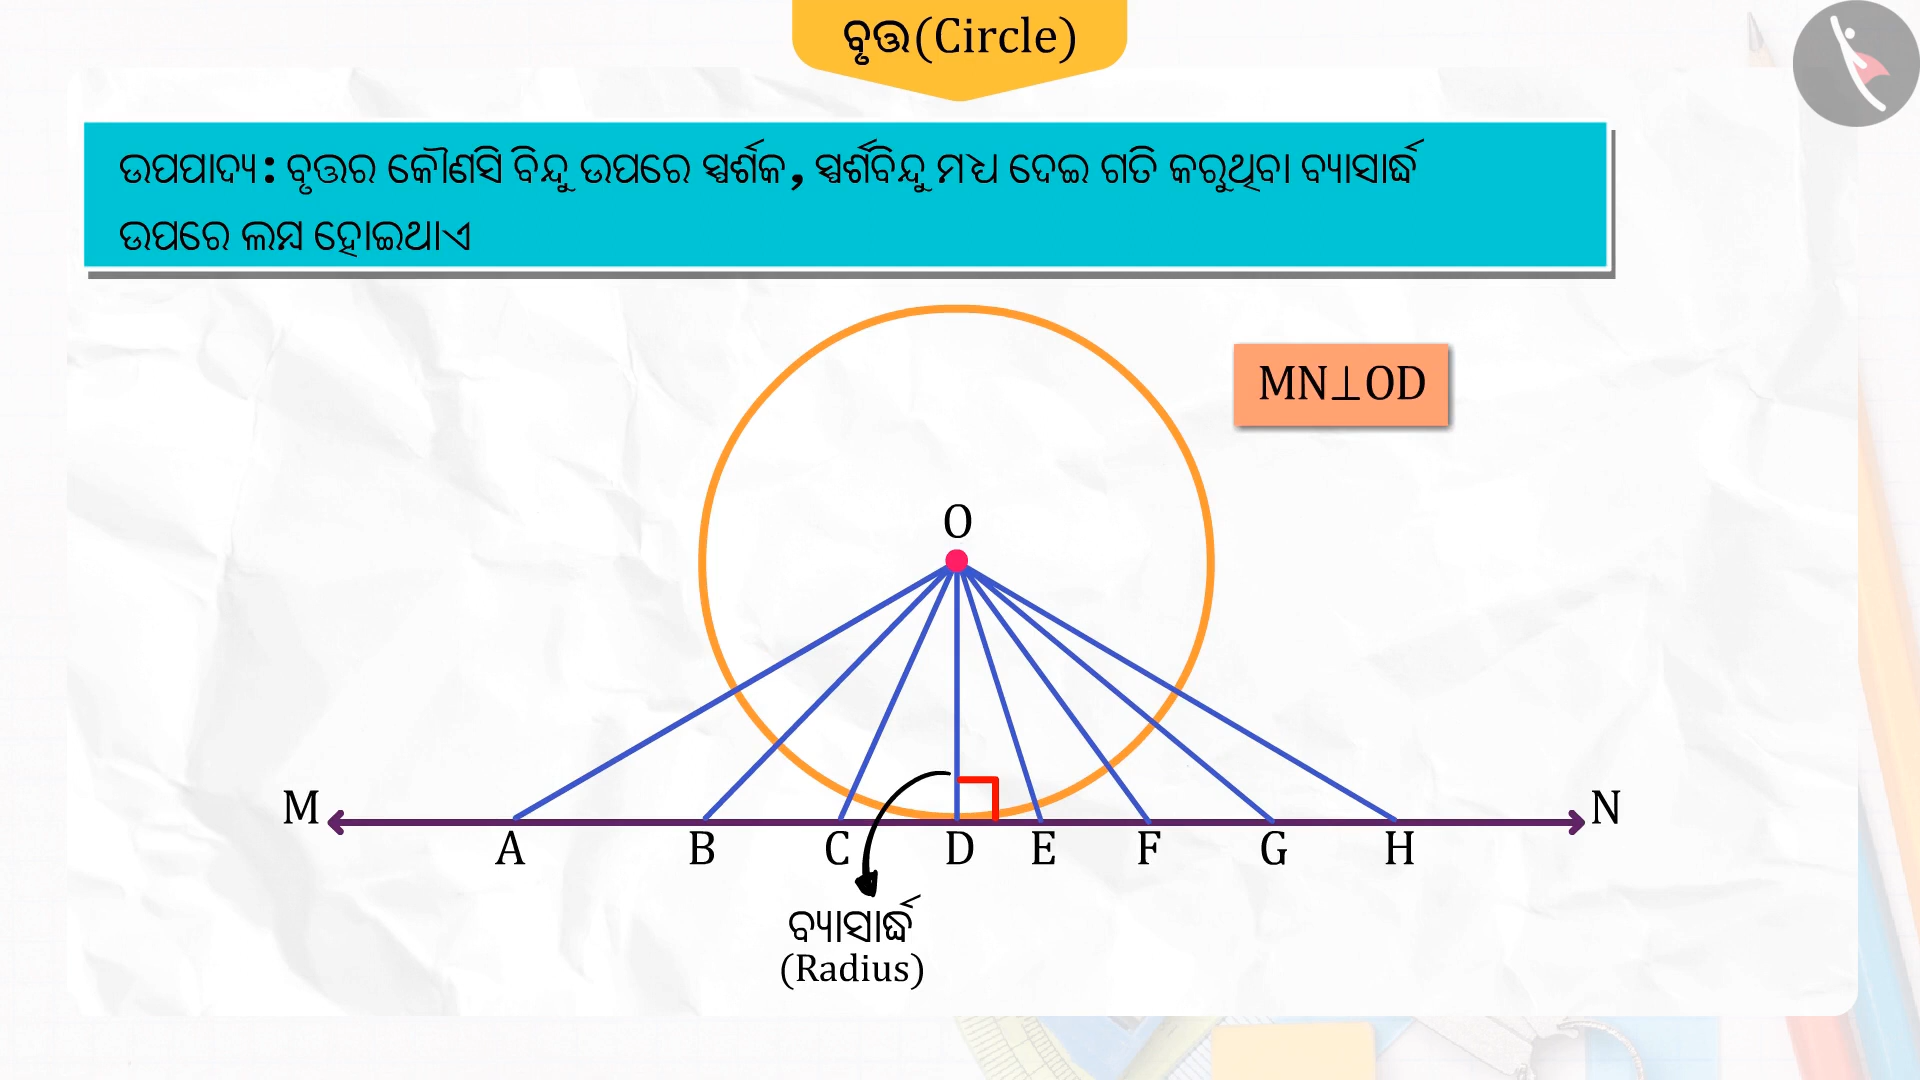 ବୃତ୍ତ(Circle)
ଉପପାଦ୍ୟ: ବୃତ୍ତର କୌଣସି ବିନ୍ଦୁ ଉପରେ ସ୍ପର୍ଶକ, ସ୍ପର୍ଶବିନ୍ଦୁ ମଧ୍ଯ ଦେଇ ଗତି କରୁଥିବା ବ୍ୟାସାର୍ଦ୍ଧ
ଉପରେ ଲମ୍ବ ହୋଇଥାଏ
MN⊥OD
O
M N
A B C D E F G H
ବ୍ୟାସାର୍ଦ୍ଧ
(Radius)